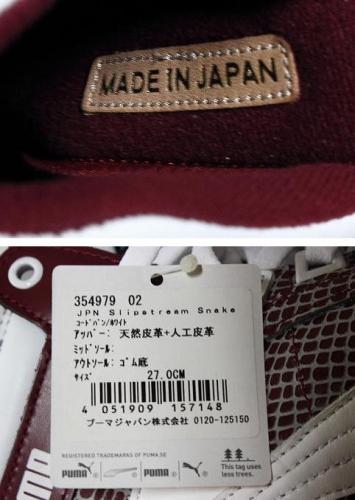 MADE IN JAPAN
354979 02
JPN Slipstream Snake
コードバン/ホワイト
アッパー: 天然皮革+人工皮革
ミッドソール:
アウトソール: ゴム底
サイズ 27.0CM
4 051909 157148
プーマジャパン株式会社 0120-125150
REGISTERED TRADEMARKS OF PUMA.SE
PUMA PUMA PUMA
This tag uses
less trees.